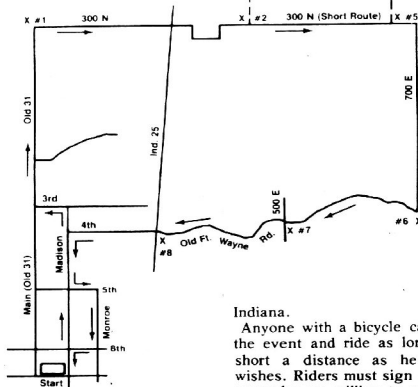 X #1
300 N
X #2
300 N (Short Route)
X #5
Old 31
Ind. 25
700 E
3rd
4th
Madison
500 E
X #8
Old Ft. Wayne Rd.
X #7
#6 X
Main (Old 31)
5th
Monroe
6th
Start
Indiana.
Anyone with a bicycle ca
the event and ride as lon
short a distance as he
wishes. Riders must sign